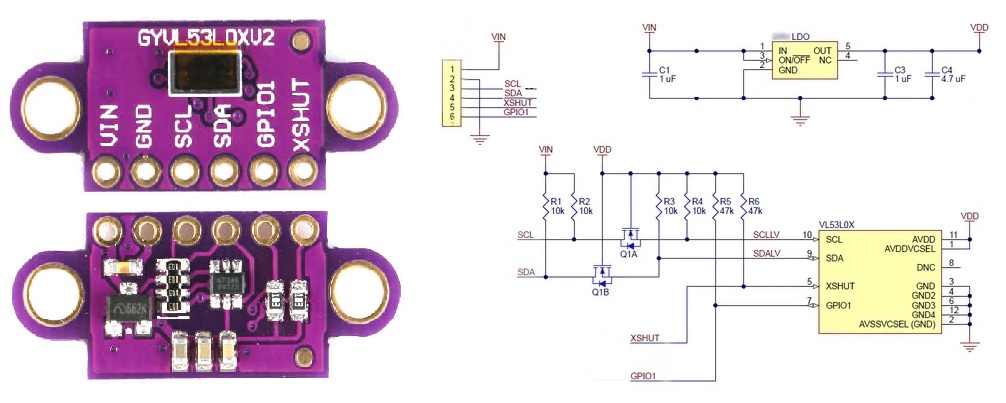 GYVL53L0XV2
VIN
GND
SCL
SDA
GPIO1
XSHUT
662K
VIN
1
2
3
4
5
6
SCL
SDA
XSHUT
GPIO1
VIN
C1
1 uF
LDO
1
3
2
IN
ON/OFF
GND
OUT
NC
5
4
C3
1 uF
C4
4.7 uF
VDD
VIN
VDD
R1
10k
R2
10k
R3
10k
R4
10k
R5
47k
R6
47k
SCL
Q1A
SCLLV
SDA
Q1B
SDALV
XSHUT
GPIO1
VL53L0X
10
SCL
9
SDA
5
XSHUT
7
GPIO1
AVDD
11
AVDDVCSEL
1
DNC
8
GND
3
GND2
4
GND3
6
GND4
12
AVSSVCSEL (GND)
2
VDD